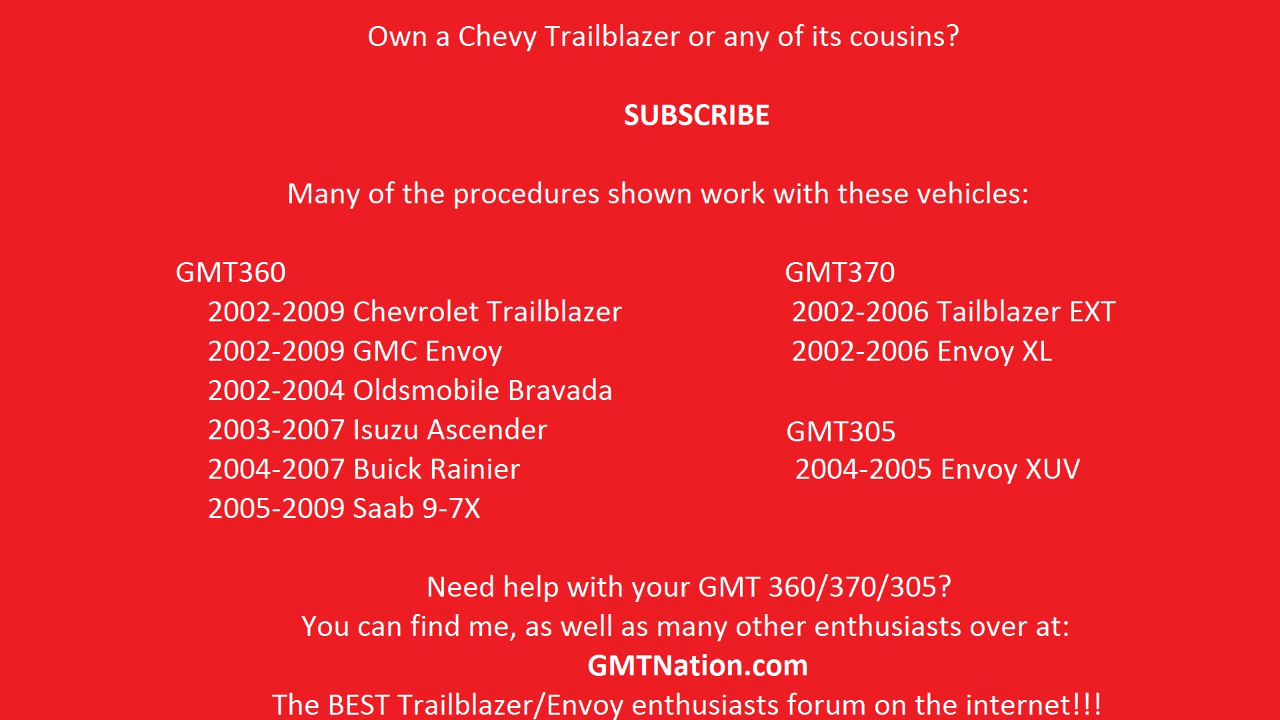 Own a Chevy Trailblazer or any of its cousins?
SUBSCRIBE
Many of the procedures shown work with these vehicles:
GMT360
2002-2009 Chevrolet Trailblazer
2002-2009 GMC Envoy
2002-2004 Oldsmobile Bravada
2003-2007 Isuzu Ascender
2004-2007 Buick Rainier
2005-2009 Saab 9-7X
GMT370
2002-2006 Tailblazer EXT
2002-2006 Envoy XL
GMT305
2004-2005 Envoy XUV
Need help with your GMT 360/370/305?
You can find me, as well as many other enthusiasts over at:
GMTNation.com
The BEST Trailblazer/Envoy enthusiasts forum on the internet!!!